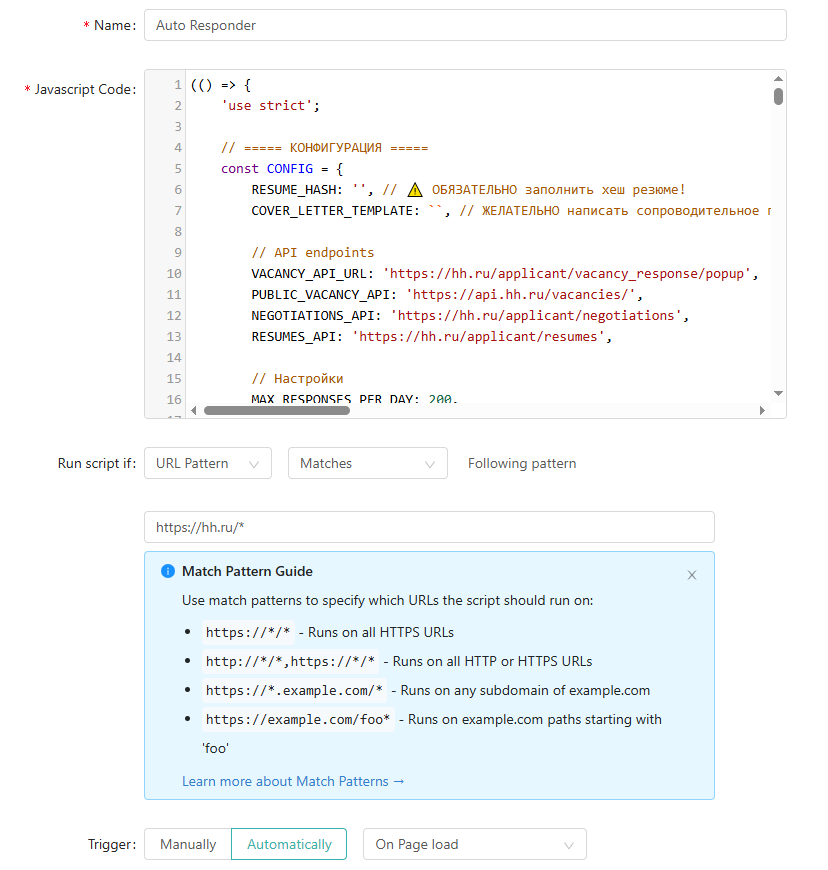 * Name: Auto Responder
* Javascript Code:
1 (() => {
2 'use strict';
3
4 // ===== КОНФИГУРАЦИЯ =====
5 const CONFIG = {
6 RESUME_HASH: '', // ⚠️ ОБЯЗАТЕЛЬНО заполнить хеш резюме!
7 COVER_LETTER_TEMPLATE: ``, // ЖЕЛАТЕЛЬНО написать сопроводительное
8
9 // API endpoints
10 VACANCY_API_URL: 'https://hh.ru/applicant/vacancy_response/popup',
11 PUBLIC_VACANCY_API: 'https://api.hh.ru/vacancies/',
12 NEGOTIATIONS_API: 'https://hh.ru/applicant/negotiations',
13 RESUMES_API: 'https://hh.ru/applicant/resumes',
14
15 // Настройки
16 MAX_RESPONSES_PER_DAY: 200,
Run script if: URL Pattern Matches Following pattern
https://hh.ru/*
Match Pattern Guide
Use match patterns to specify which URLs the script should run on:
• https://*/* - Runs on all HTTPS URLs
• http://*/*,https://*/* - Runs on all HTTP or HTTPS URLs
• https://*.example.com/* - Runs on any subdomain of example.com
• https://example.com/foo* - Runs on example.com paths starting with
'foo'
Learn more about Match Patterns →
Trigger: Manually Automatically On Page load